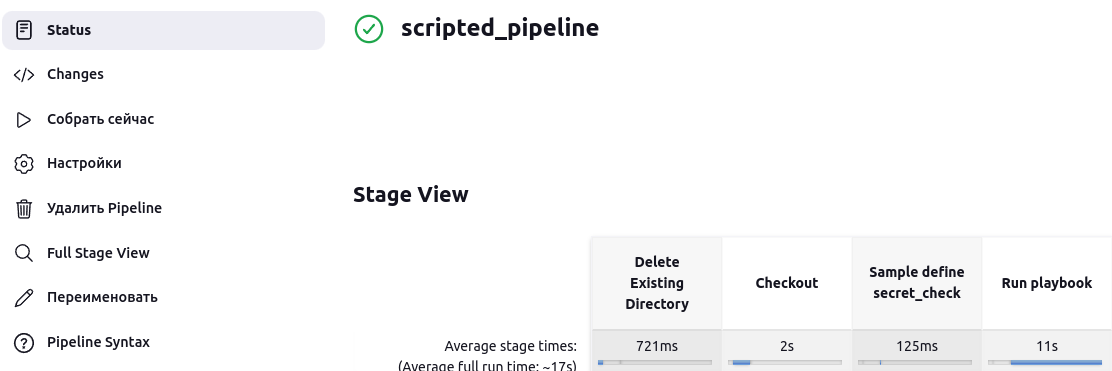 Status
Changes
Собрать сейчас
Настройки
Удалить Pipeline
Full Stage View
Переименовать
Pipeline Syntax
scripted_pipeline
Stage View
Delete
Existing
Directory
Checkout
Sample define
secret_check
Run playbook
Average stage times:
721ms
2s
125ms
11s
(Average full run time: ~17s)